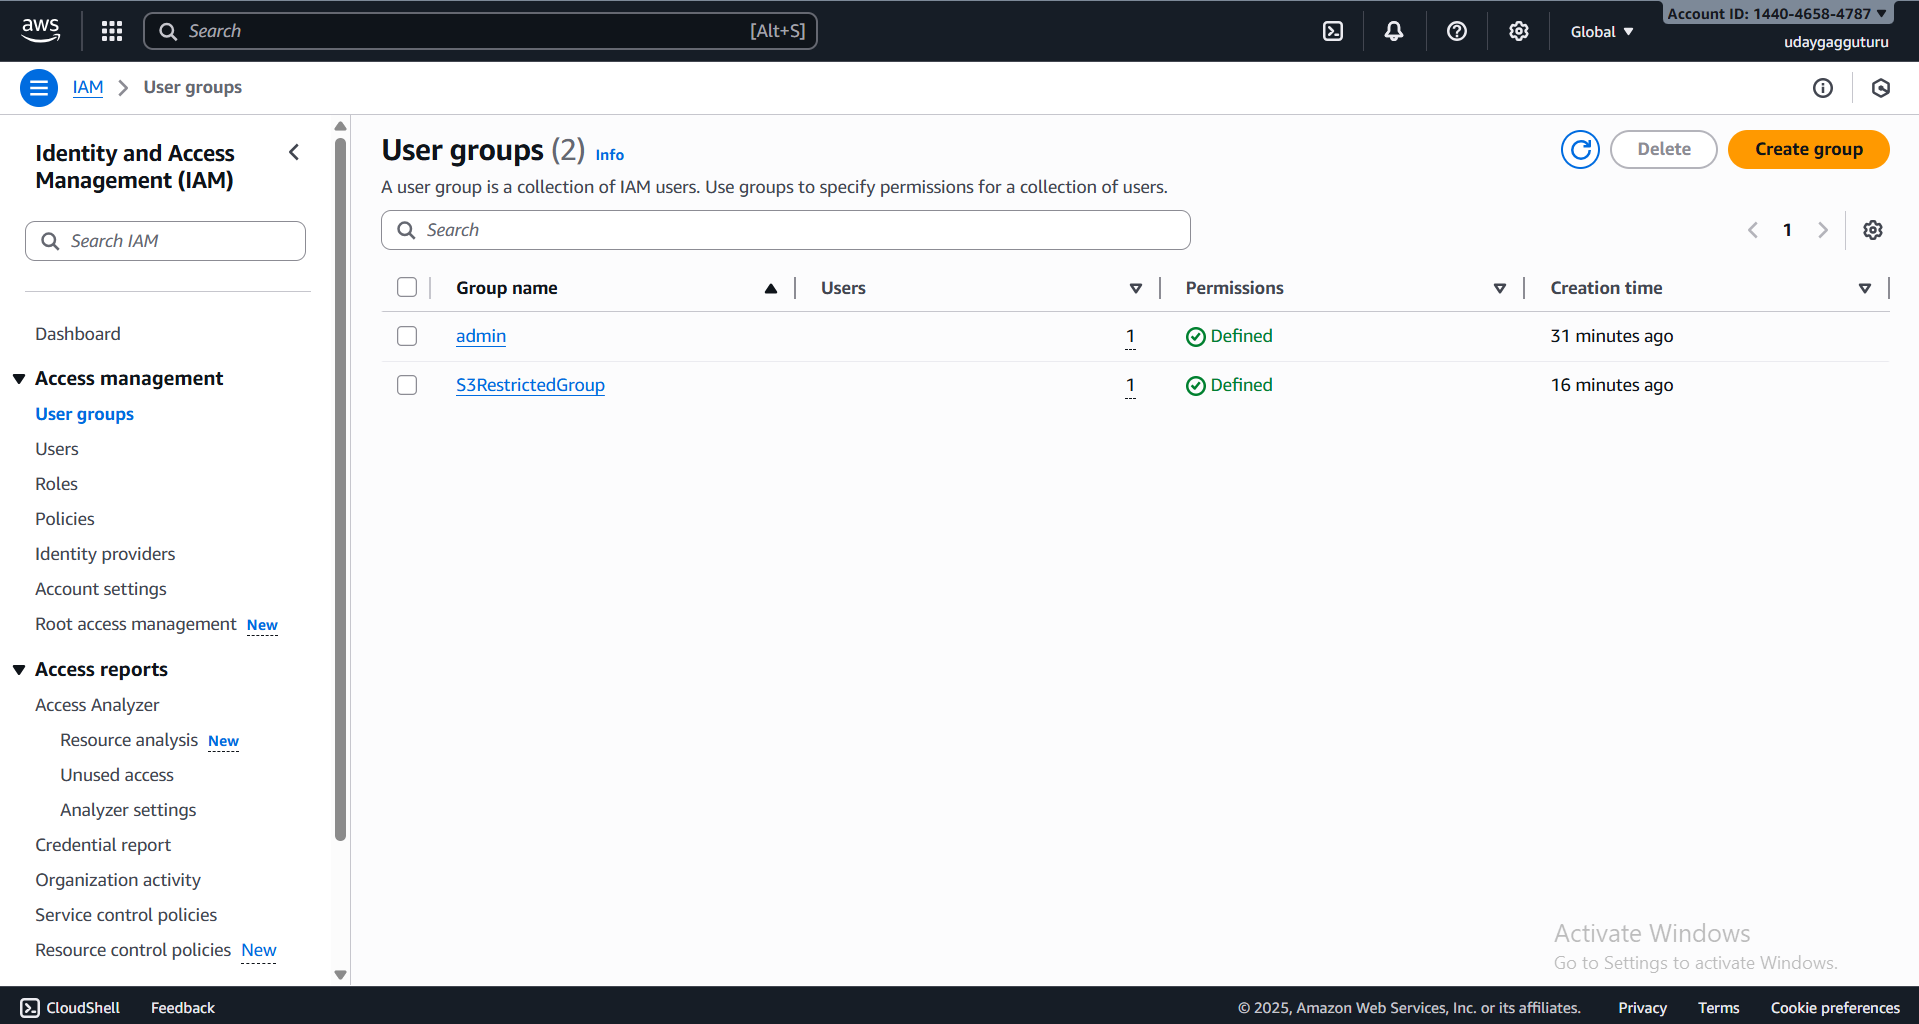 aws
Search
[Alt+S]
Global
Account ID: 1440-4658-4787
udaygagguturu
IAM
User groups
Identity and Access
Management (IAM)
Search IAM
Dashboard
Access management
User groups
Users
Roles
Policies
Identity providers
Account settings
Root access management New
Access reports
Access Analyzer
Resource analysis New
Unused access
Analyzer settings
Credential report
Organization activity
Service control policies
Resource control policies New
User groups (2) Info
Delete
Create group
A user group is a collection of IAM users. Use groups to specify permissions for a collection of users.
Search
1
Group name Users Permissions Creation time
admin 1 Defined 31 minutes ago
S3RestrictedGroup 1 Defined 16 minutes ago
Activate Windows
Go to Settings to activate Windows.
CloudShell Feedback © 2025, Amazon Web Services, Inc. or its affiliates. Privacy Terms Cookie preferences